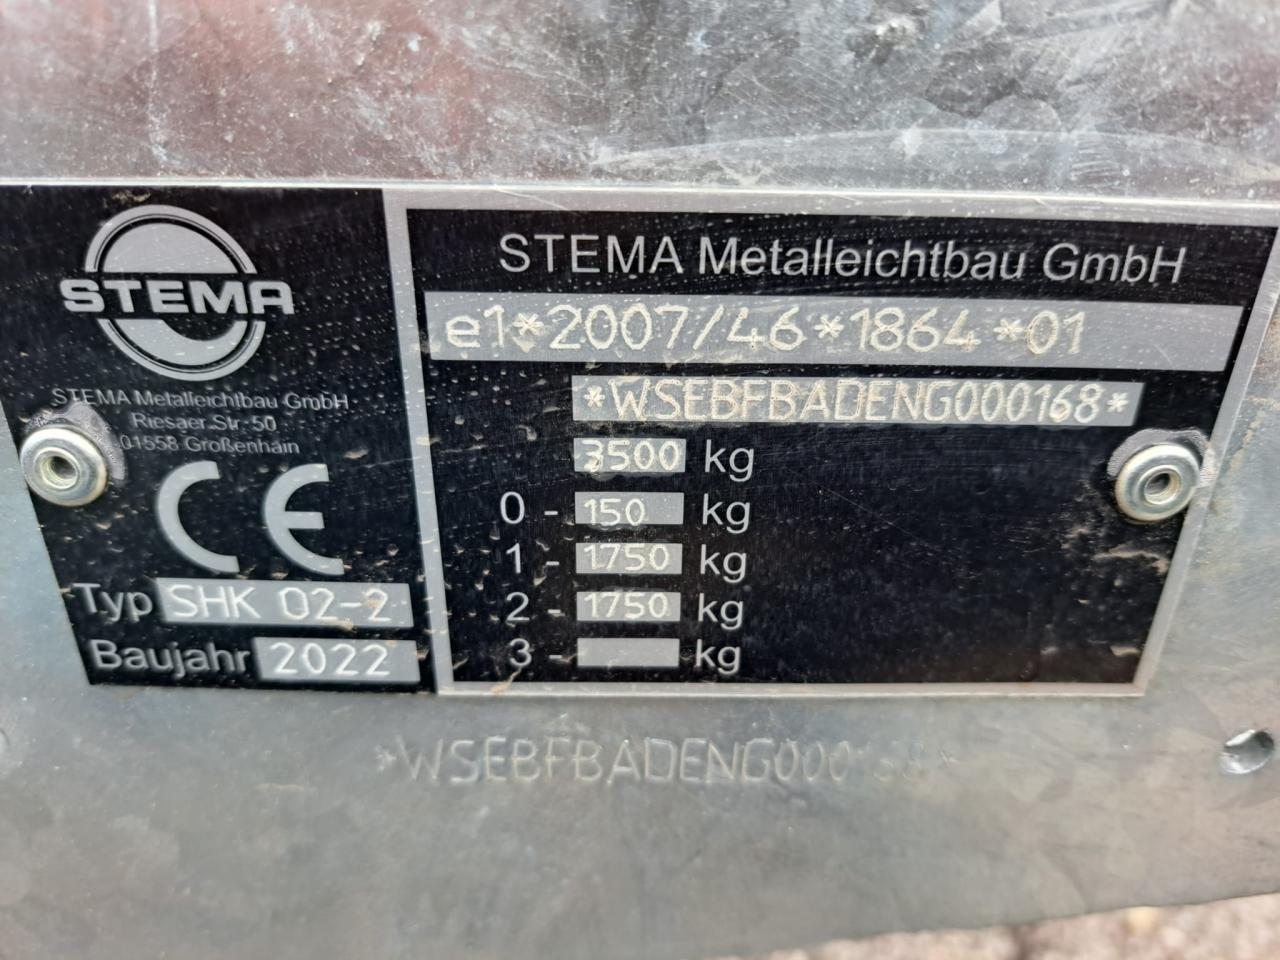 STEMA
STEMA Metalleichtbau GmbH
Riesaer Str. 50
01558 Großenhain
CE
Typ SHK 02-2
Baujahr 2022
STEMA Metalleichtbau GmbH
e1*2007/46*1864*01
*WSEBFBADENG000168*
3500 kg
0 - 150 kg
1 - 1750 kg
2 - 1750 kg
3 - kg
*WSEBFBADENG000168*